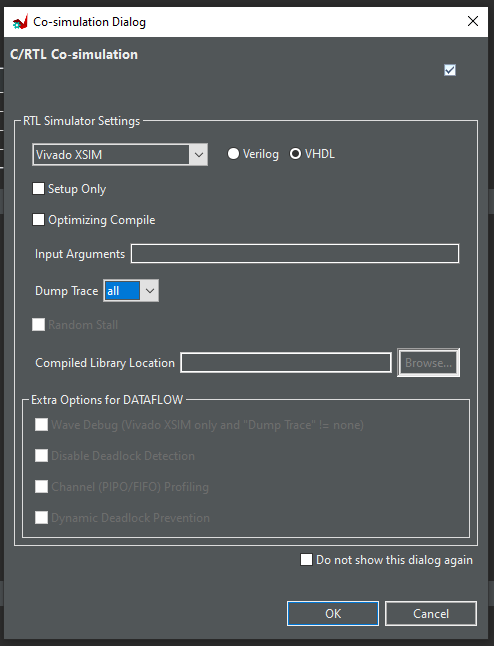 Co-simulation Dialog
C/RTL Co-simulation
RTL Simulator Settings
Vivado XSIM
Verilog
VHDL
Setup Only
Optimizing Compile
Input Arguments
Dump Trace
all
Random Stall
Compiled Library Location
Browse...
Extra Options for DATAFLOW
Wave Debug (Vivado XSIM only and "Dump Trace" != none)
Disable Deadlock Detection
Channel (PIPO/FIFO) Profiling
Dynamic Deadlock Prevention
Do not show this dialog again
OK
Cancel